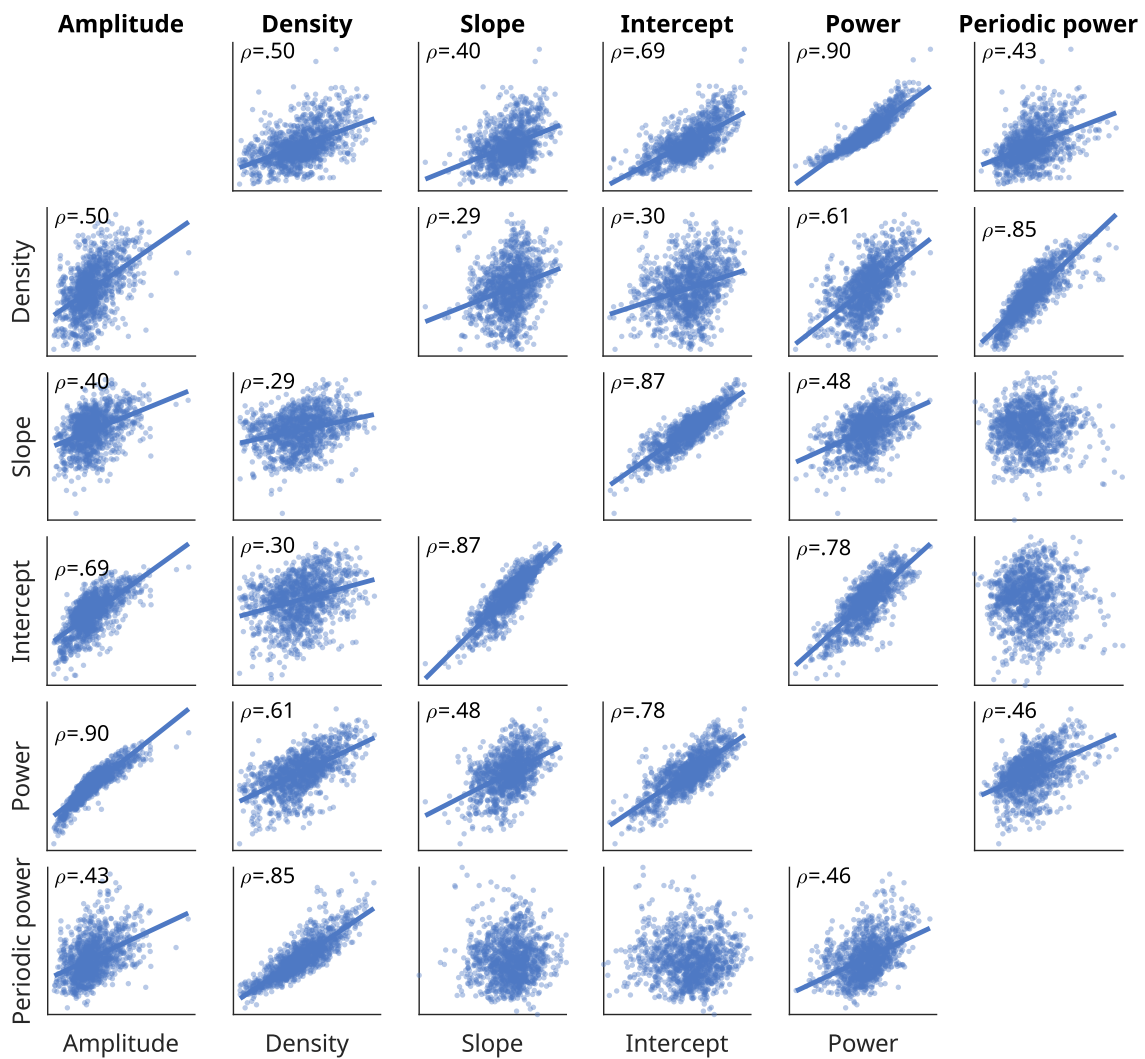 Amplitude Density Slope Intercept Power Periodic power
ρ=.50 ρ=.40 ρ=.69 ρ=.90 ρ=.43
Density
ρ=.50 ρ=.29 ρ=.30 ρ=.61 ρ=.85
Slope
ρ=.40 ρ=.29 ρ=.87 ρ=.48
Intercept
ρ=.69 ρ=.30 ρ=.87 ρ=.78
Power
ρ=.90 ρ=.61 ρ=.48 ρ=.78 ρ=.46
Periodic power
ρ=.43 ρ=.85 ρ=.46
Amplitude Density Slope Intercept Power